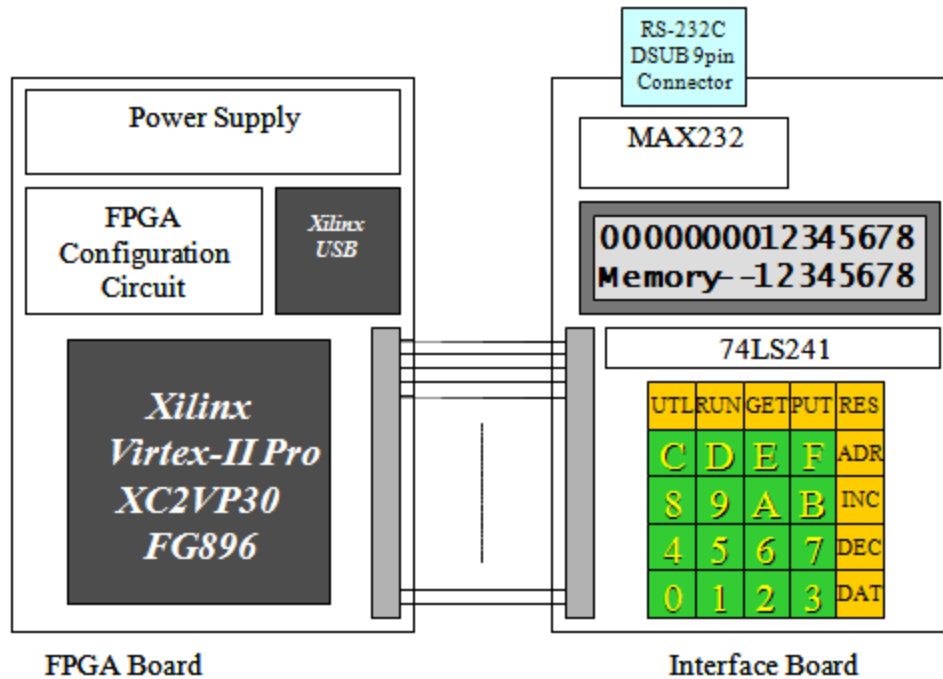 Power Supply
FPGA
Configuration
Circuit
Xilinx
USB
Xilinx
Virtex-II Pro
XC2VP30
FG896
FPGA Board
RS-232C
DSUB 9pin
Connector
MAX232
0000000012345678
Memory--12345678
74LS241
UTL RUN GET PUT RES
C D E F ADR
8 9 A B INC
4 5 6 7 DEC
0 1 2 3 DAT
Interface Board